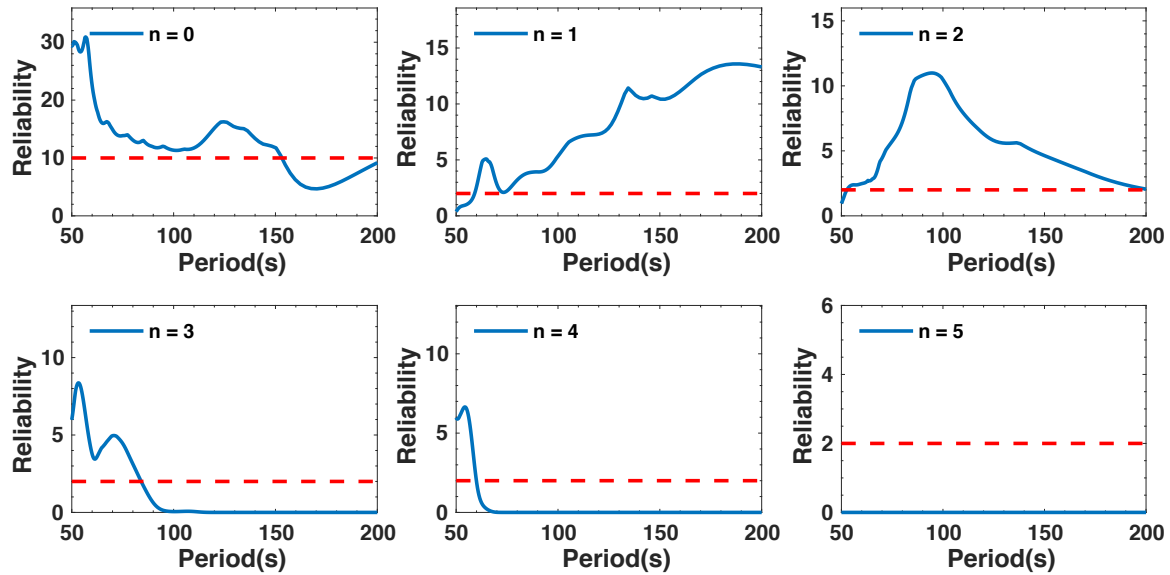 n = 0
Reliability
30
20
10
0
50
100
150
200
Period(s)
n = 1
Reliability
15
10
5
0
50
100
150
200
Period(s)
n = 2
Reliability
15
10
5
0
50
100
150
200
Period(s)
n = 3
Reliability
10
5
0
50
100
150
200
Period(s)
n = 4
Reliability
10
5
0
50
100
150
200
Period(s)
n = 5
Reliability
6
4
2
0
50
100
150
200
Period(s)